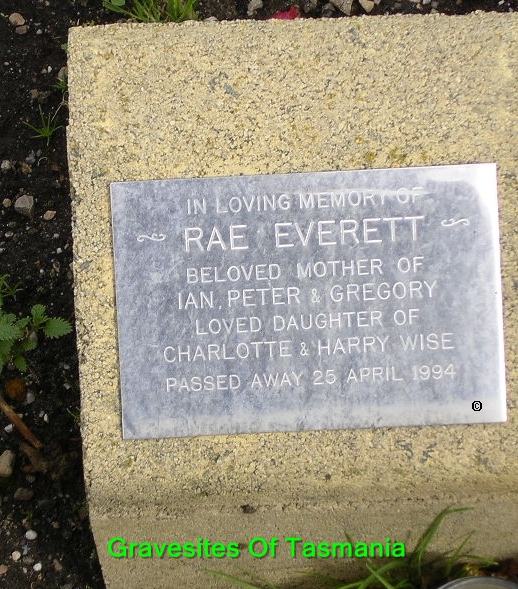 IN LOVING MEMORY OF
RAE EVERETT
BELOVED MOTHER OF
IAN, PETER & GREGORY
LOVED DAUGHTER OF
CHARLOTTE & HARRY WISE
PASSED AWAY 25 APRIL 1994
©
Gravesites Of Tasmania